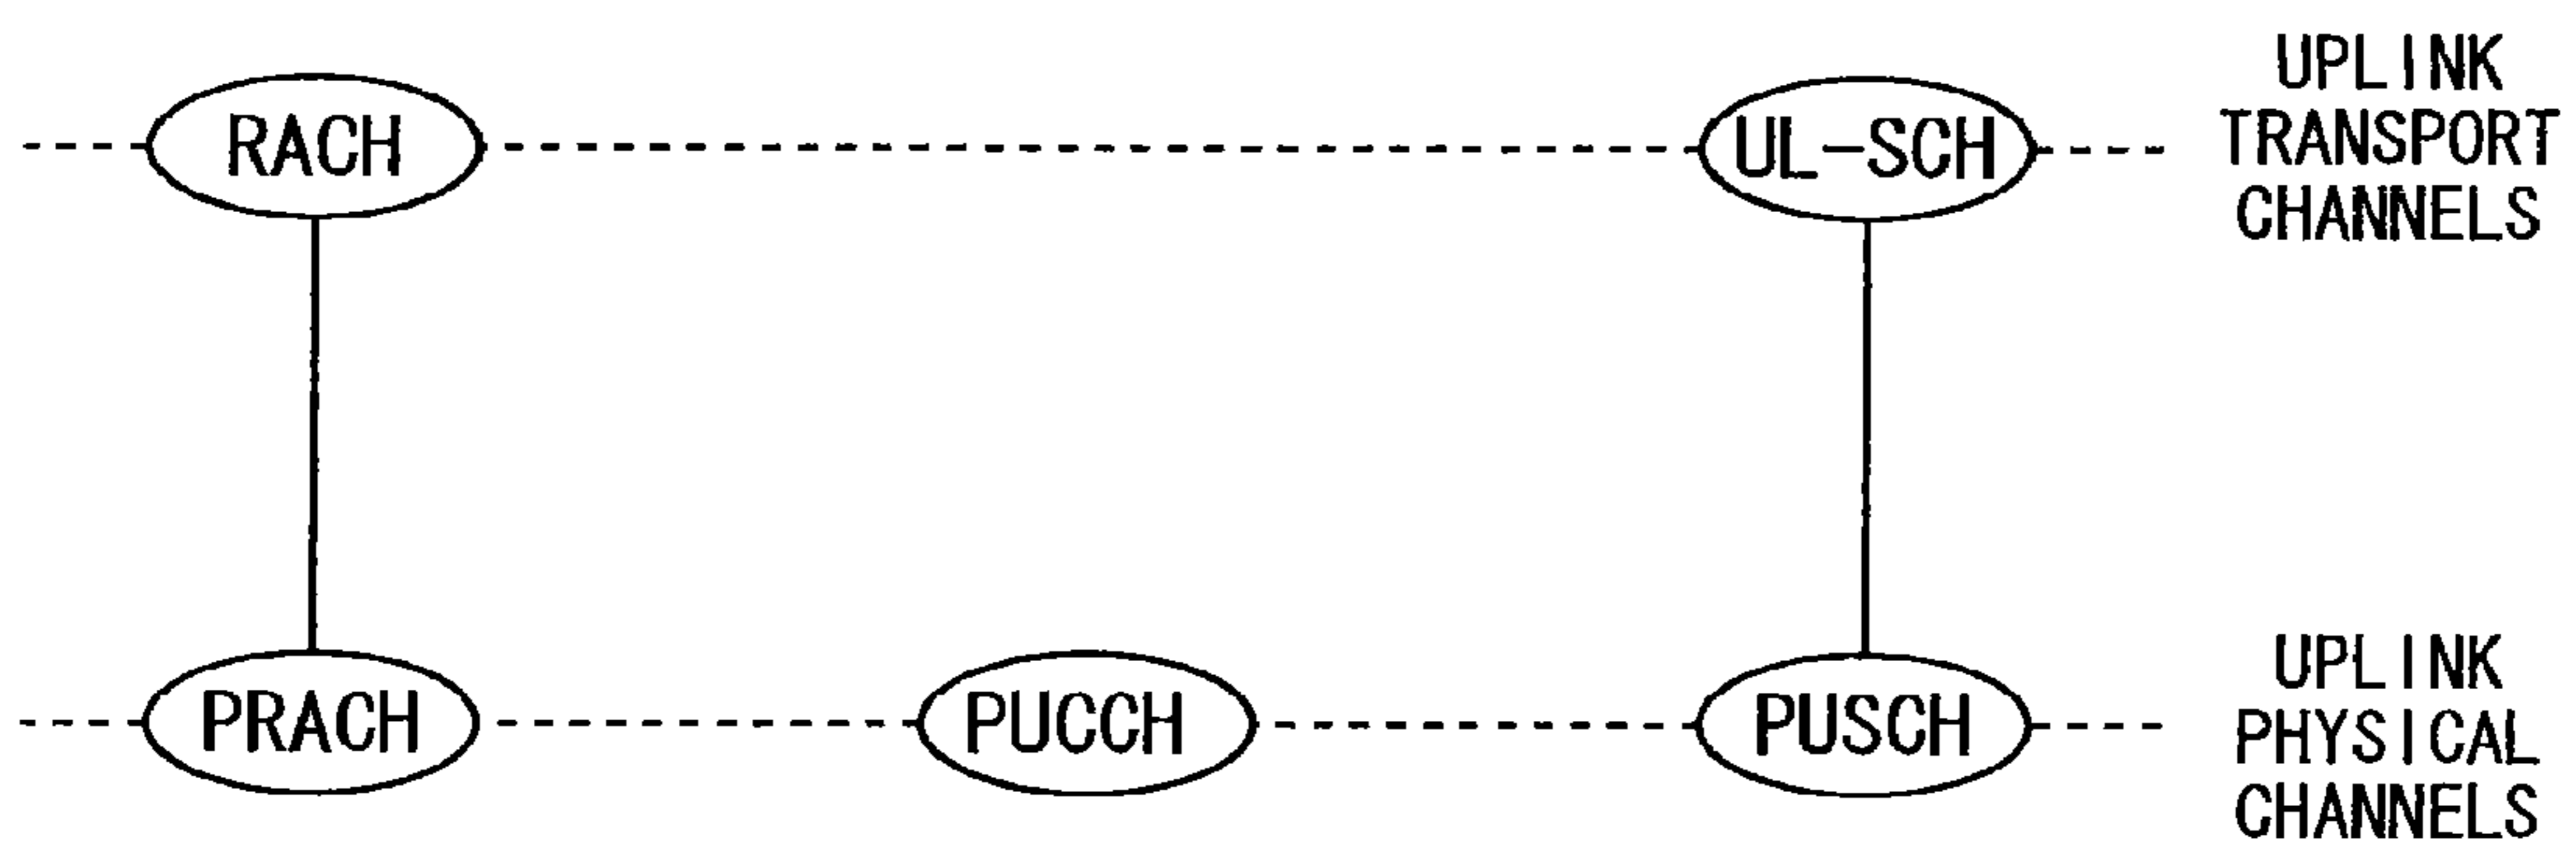 RACH
UL-SCH
UPLINK
TRANSPORT
CHANNELS
PRACH
PUCCH
PUSCH
UPLINK
PHYSICAL
CHANNELS